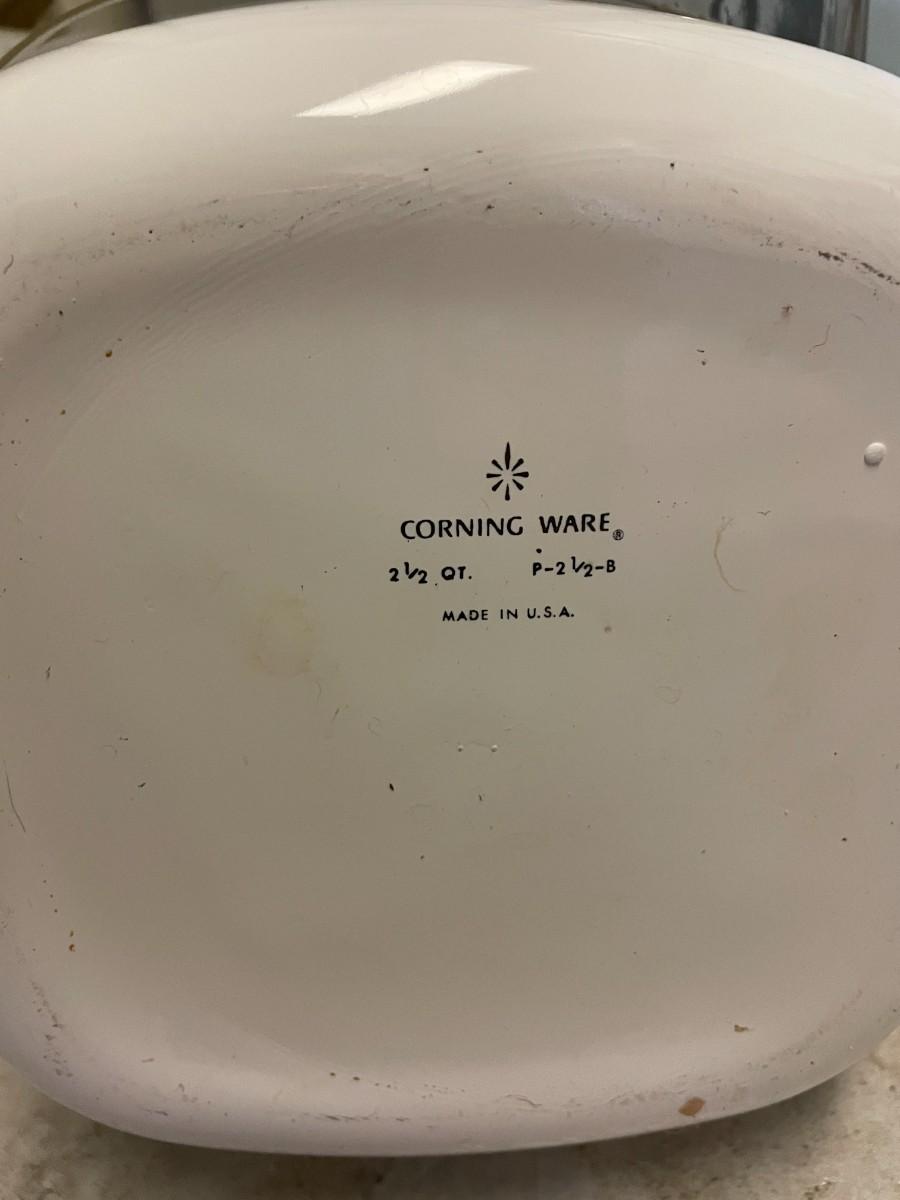 CORNING WARE®
2½ QT. P-2½-B
MADE IN U.S.A.